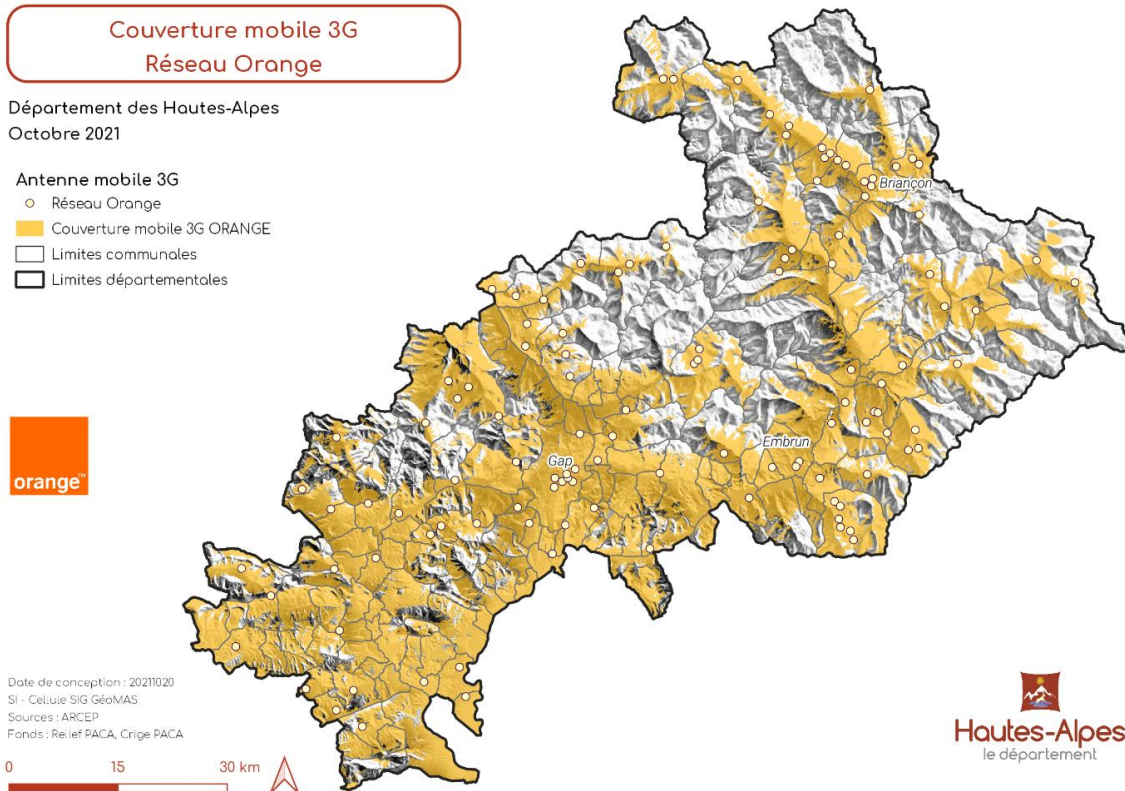 Couverture mobile 3G
Réseau Orange
Département des Hautes-Alpes
Octobre 2021
Antenne mobile 3G
Réseau Orange
Couverture mobile 3G ORANGE
Limites communales
Limites départementales
Briançon
Embrun
Gap
orange™
Date de conception : 20211020
SI - Cellule SIG GéoMAS
Sources : ARCEP
Fonds : Relief PACA, Crige PACA
0 15 30 km
Hautes-Alpes
le département